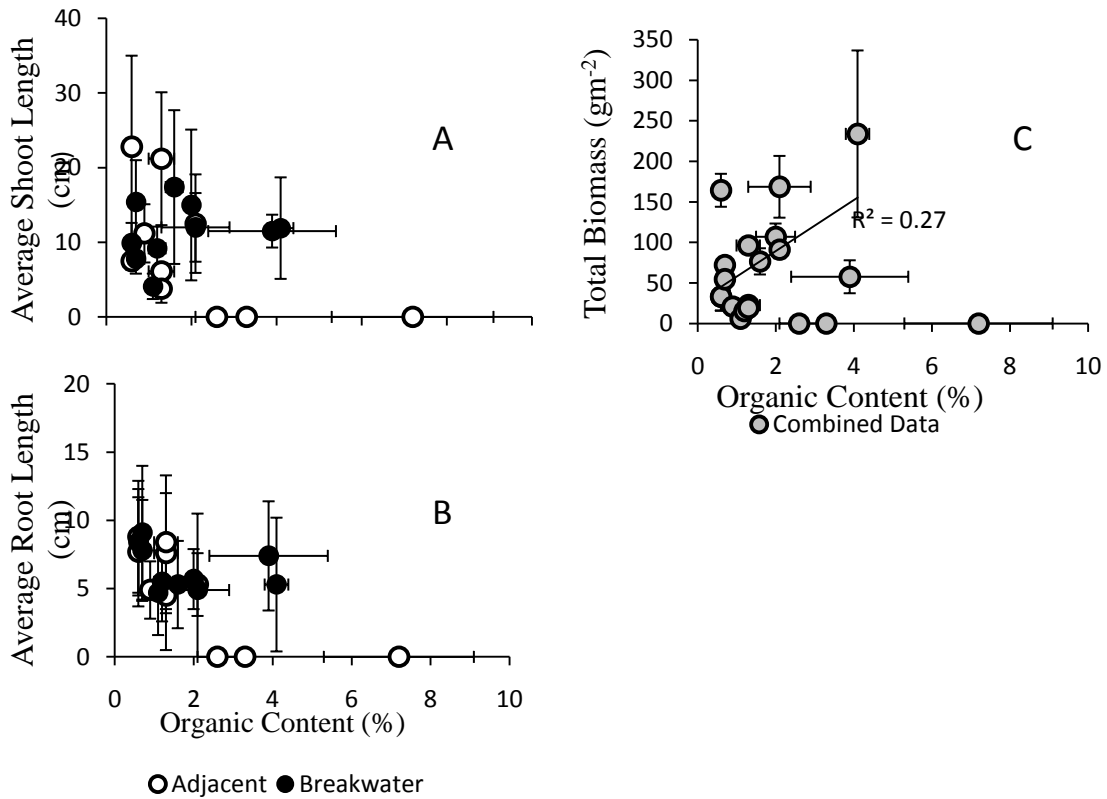 40
30
20
10
0
Average Shoot Length
(cm)
A
20
15
10
5
0
Average Root Length
(cm)
B
0 2 4 6 8 10
Organic Content (%)
Adjacent Breakwater
350
300
250
200
150
100
50
0
Total Biomass (gm-2)
C
R² = 0.27
0 2 4 6 8 10
Organic Content (%)
Combined Data